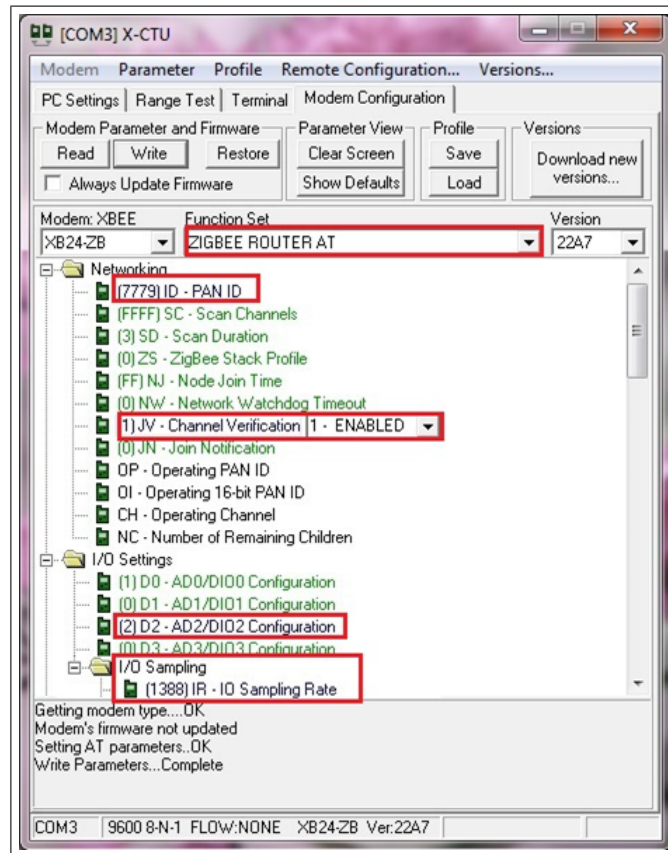 [COM3] X-CTU
Modem Parameter Profile Remote Configuration... Versions...
PC Settings Range Test Terminal Modem Configuration
Modem Parameter and Firmware Parameter View Profile Versions
Read Write Restore Clear Screen Save Download new versions...
Always Update Firmware Show Defaults Load
Modem: XBEE Function Set Version
XB24-ZB ZIGBEE ROUTER AT 22A7
Networking
(7779) ID - PAN ID
(FFFF) SC - Scan Channels
(3) SD - Scan Duration
(0) ZS - ZigBee Stack Profile
(FF) NJ - Node Join Time
(0) NW - Network Watchdog Timeout
1) JV - Channel Verification 1 - ENABLED
(0) JN - Join Notification
OP - Operating PAN ID
OI - Operating 16-bit PAN ID
CH - Operating Channel
NC - Number of Remaining Children
I/O Settings
(1) D0 - AD0/DIO0 Configuration
(0) D1 - AD1/DIO1 Configuration
(2) D2 - AD2/DIO2 Configuration
(0) D3 - AD3/DIO3 Configuration
I/O Sampling
(1388) IR - IO Sampling Rate
Getting modem type....OK
Modem's firmware not updated
Setting AT parameters..OK
Write Parameters...Complete
COM3 9600 8-N-1 FLOW:NONE XB24-ZB Ver:22A7